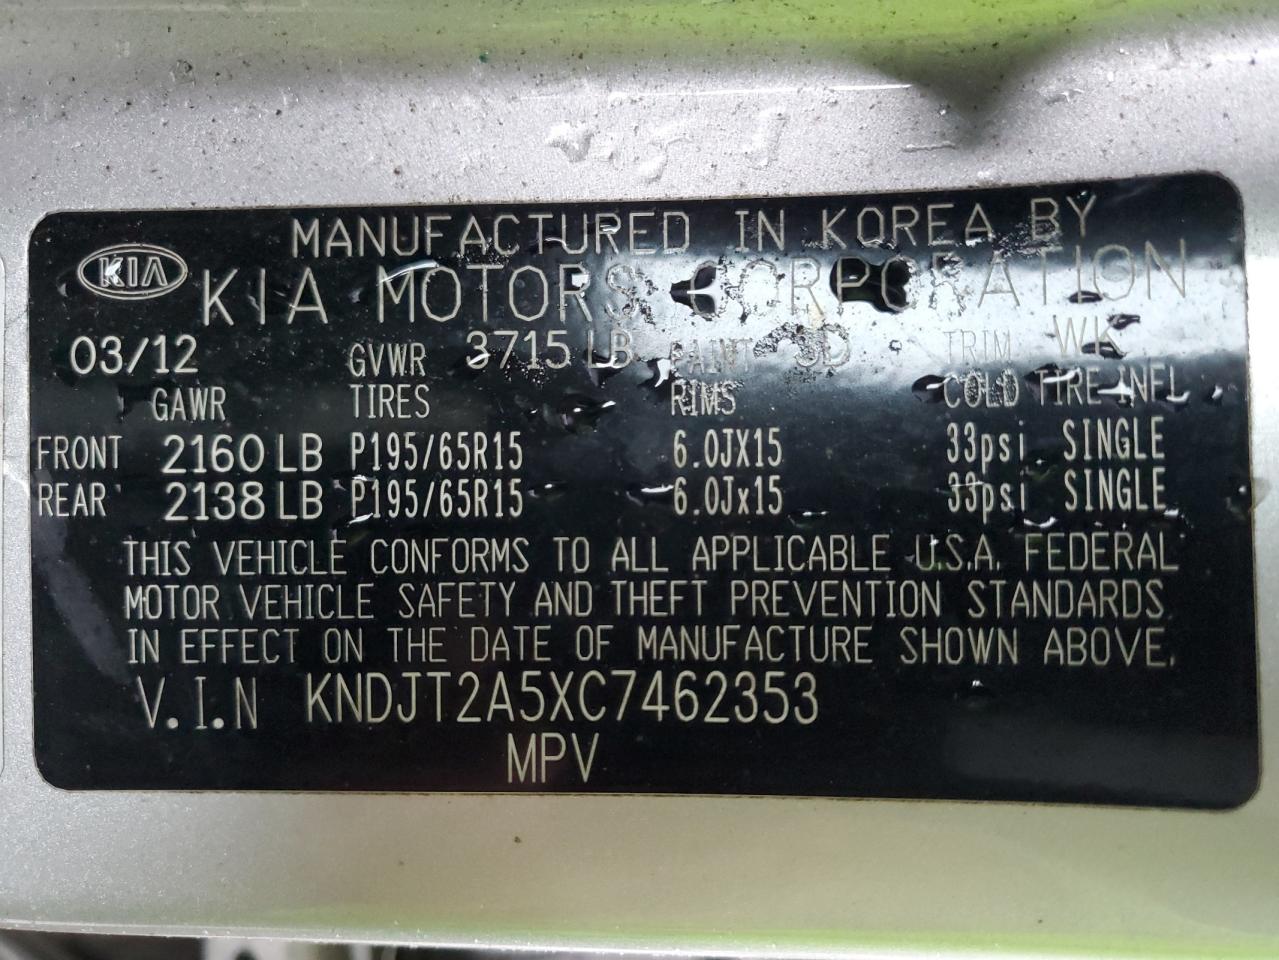 MANUFACTURED IN KOREA BY
KIA KIA MOTORS CORPORATION
03/12 GVWR 3715 LB PAINT 3D TRIM WK
GAWR TIRES RIMS COLD TIRE INFL
FRONT 2160 LB P195/65R15 6.0JX15 33psi SINGLE
REAR 2138 LB P195/65R15 6.0Jx15 33psi SINGLE
THIS VEHICLE CONFORMS TO ALL APPLICABLE U.S.A. FEDERAL
MOTOR VEHICLE SAFETY AND THEFT PREVENTION STANDARDS
IN EFFECT ON THE DATE OF MANUFACTURE SHOWN ABOVE.
V.I.N KNDJT2A5XC7462353
MPV